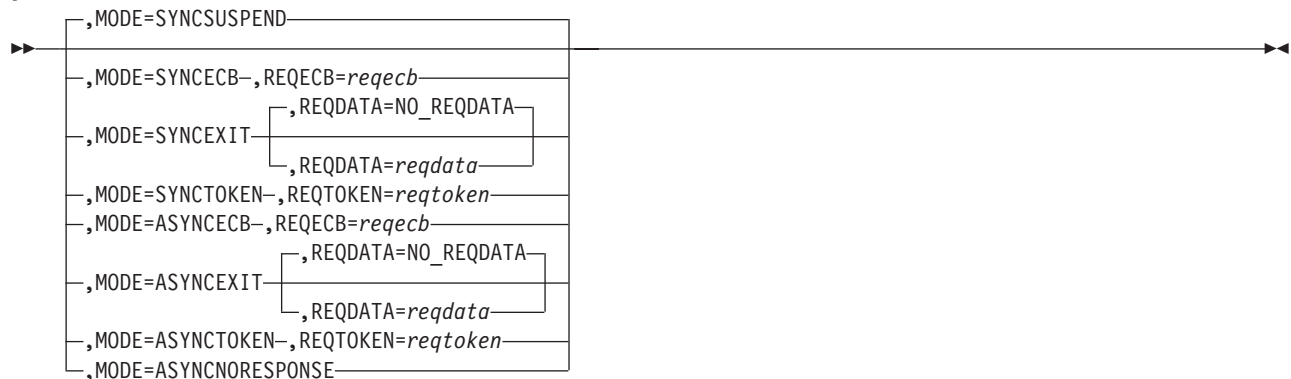 ,MODE=SYNCSUSPEND
,MODE=SYNCECB ,REQECB=reqecb
,REQDATA=NO_REQDATA
,MODE=SYNCEXIT
,REQDATA=reqdata
,MODE=SYNCTOKEN ,REQTOKEN=reqtoken
,MODE=ASYNCECB ,REQECB=reqecb
,REQDATA=NO_REQDATA
,MODE=ASYNCEXIT
,REQDATA=reqdata
,MODE=ASYNCTOKEN ,REQTOKEN=reqtoken
,MODE=ASYNCNORESPONSE